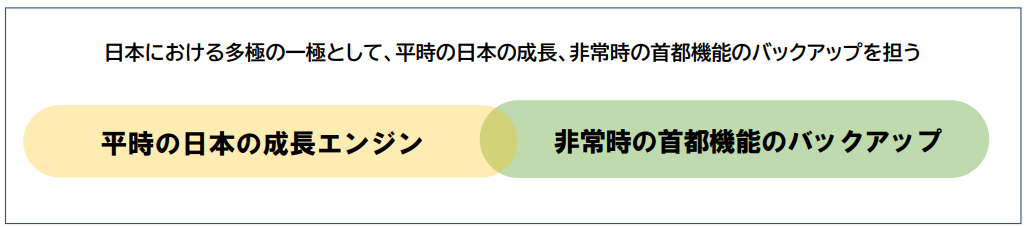 日本における多極の一極として、平時の日本の成長、非常時の首都機能のバックアップを担う
平時の日本の成長エンジン
非常時の首都機能のバックアップ